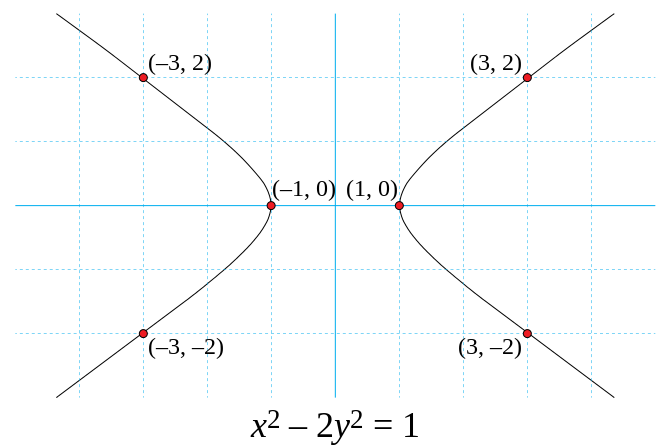 (–3, 2) (3, 2)
(–1, 0) (1, 0)
(–3, –2) (3, –2)
x² – 2y² = 1